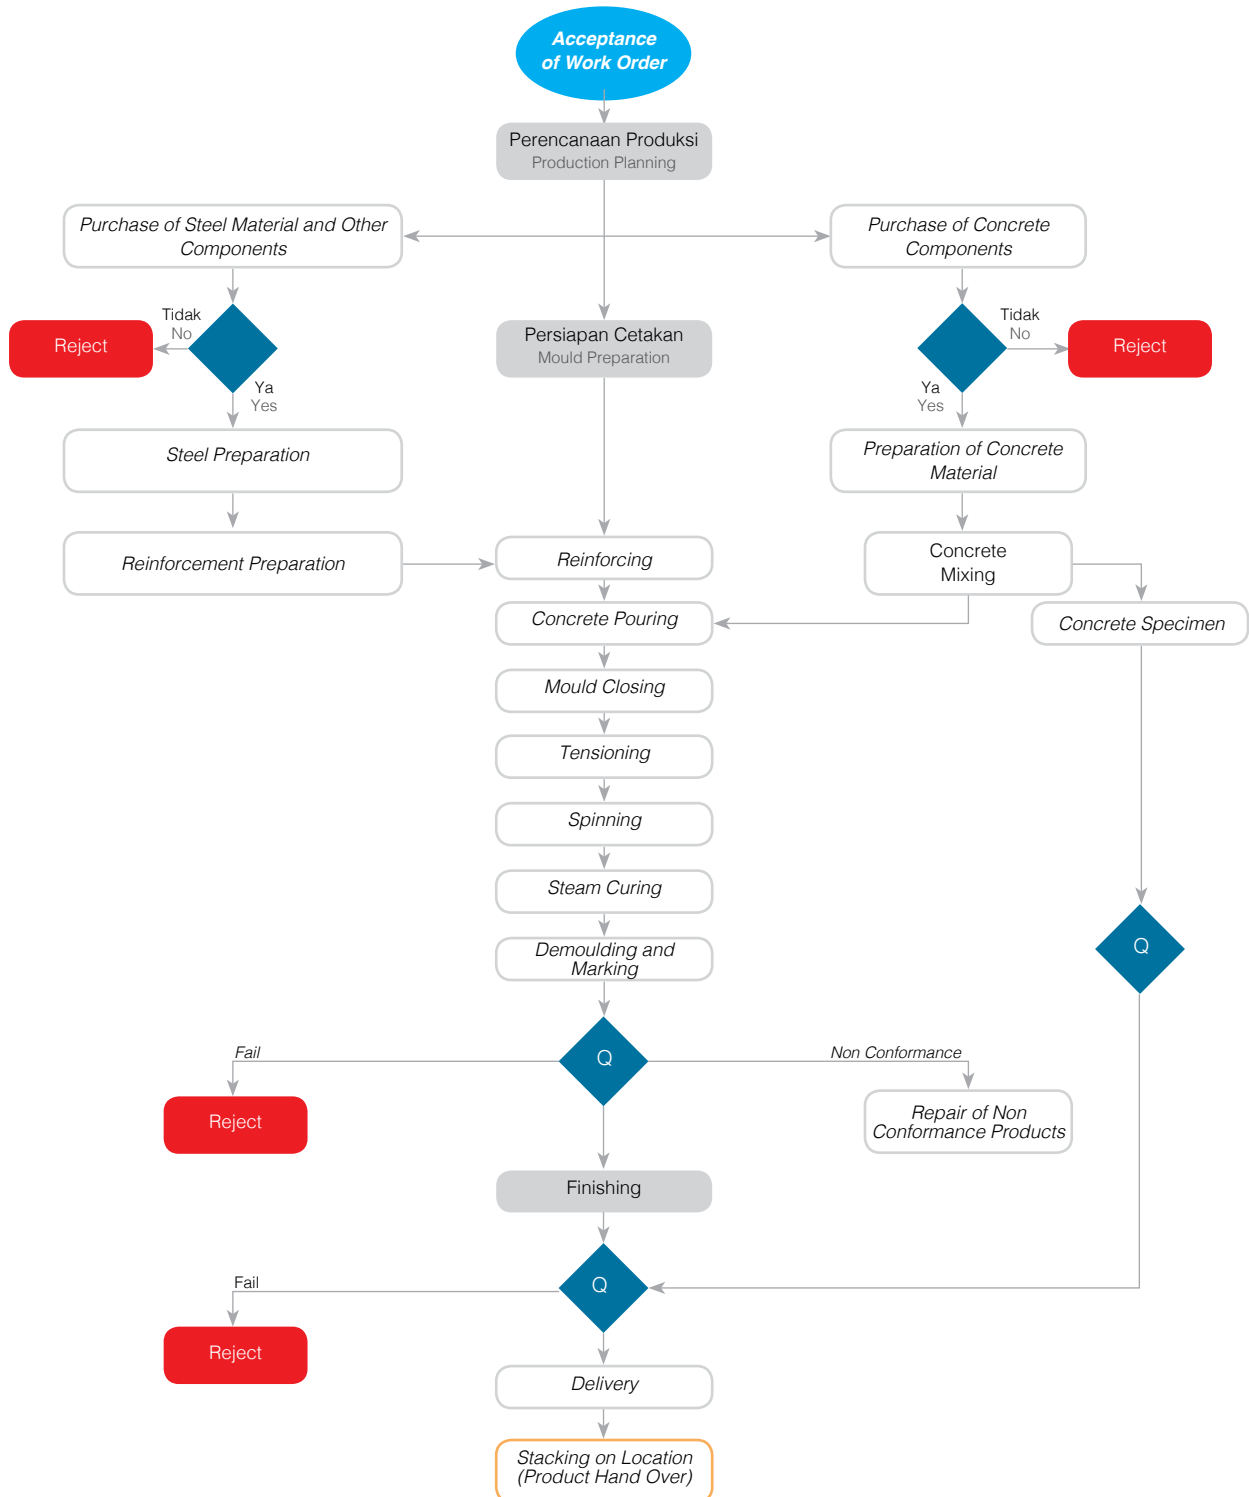 Acceptance
of Work Order
Perencanaan Produksi
Production Planning
Purchase of Steel Material and Other
Components
Purchase of Concrete
Components
Tidak
No
Reject
Ya
Yes
Persiapan Cetakan
Mould Preparation
Tidak
No
Reject
Ya
Yes
Steel Preparation
Preparation of Concrete
Material
Reinforcement Preparation
Reinforcing
Concrete
Mixing
Concrete Pouring
Concrete Specimen
Mould Closing
Tensioning
Spinning
Steam Curing
Demoulding and
Marking
Q
Fail
Q
Non Conformance
Reject
Repair of Non
Conformance Products
Finishing
Fail
Q
Reject
Delivery
Stacking on Location
(Product Hand Over)